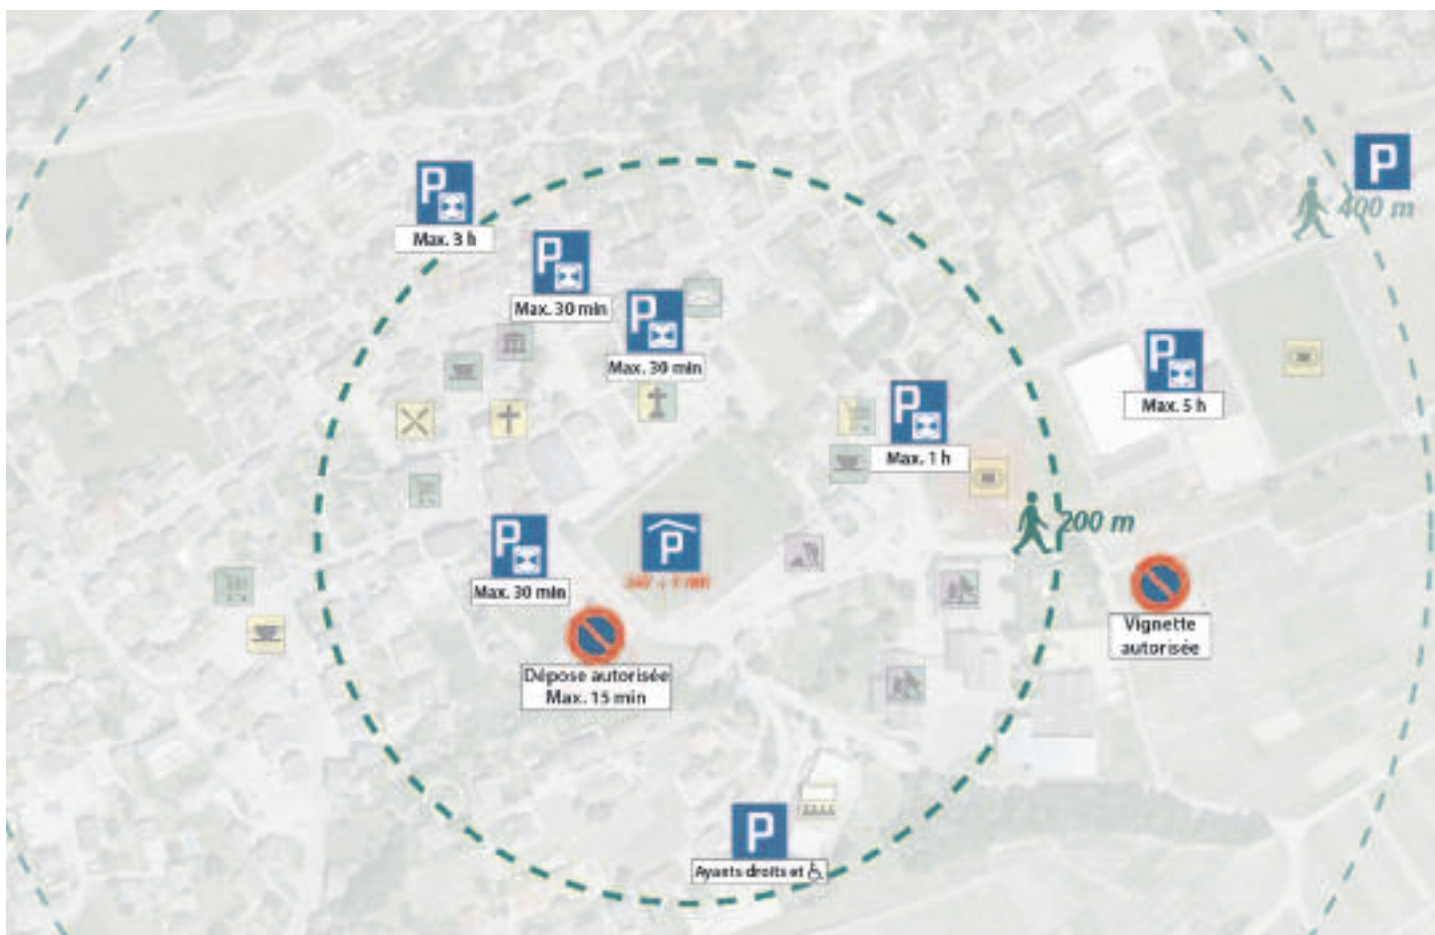 P
400 m
P
Max. 3 h
P
Max. 30 min
P
Max. 30 min
P
Max. 5 h
P
Max. 1 h
200 m
P
Max. 30 min
P
Vignette
autorisée
Dépose autorisée
Max. 15 min
P
Ayants droits et